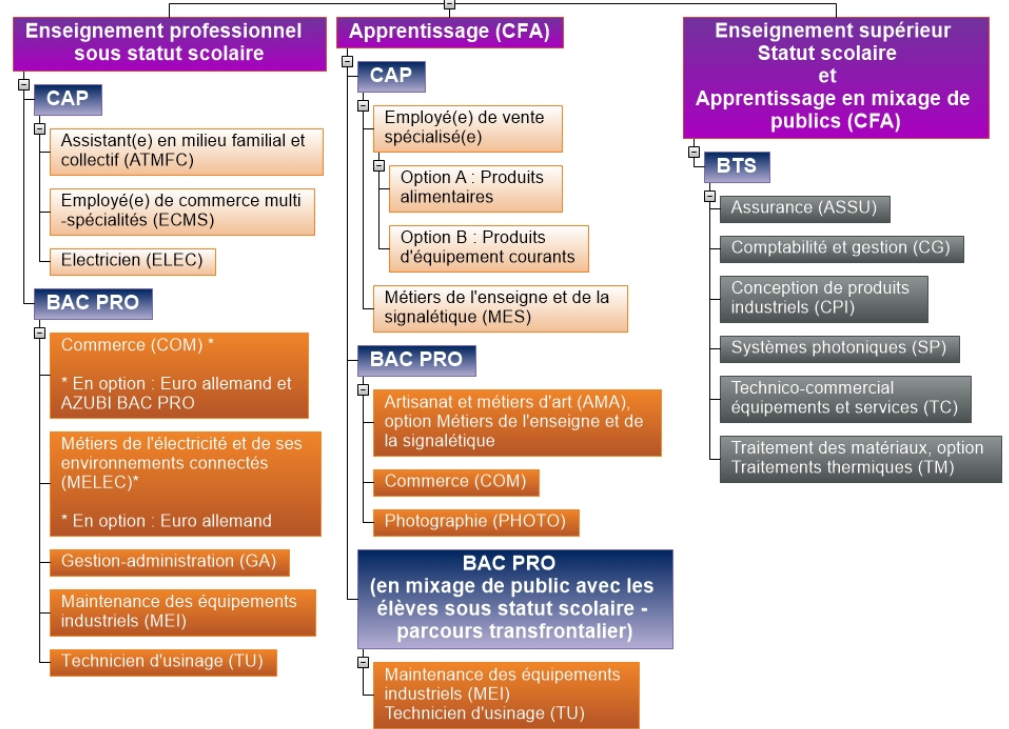 Enseignement professionnel
sous statut scolaire
CAP
Assistant(e) en milieu familial et
collectif (ATMFC)
Employé(e) de commerce multi
-spécialités (ECMS)
Electricien (ELEC)
BAC PRO
Commerce (COM) *
* En option : Euro allemand et
AZUBI BAC PRO
Métiers de l'électricité et de ses
environnements connectés
(MELEC)*
* En option : Euro allemand
Gestion-administration (GA)
Maintenance des équipements
industriels (MEI)
Technicien d'usinage (TU)
Apprentissage (CFA)
CAP
Employé(e) de vente
spécialisé(e)
Option A : Produits
alimentaires
Option B : Produits
d'équipement courants
Métiers de l'enseigne et de la
signalétique (MES)
BAC PRO
Artisanat et métiers d'art (AMA),
option Métiers de l'enseigne et de
la signalétique
Commerce (COM)
Photographie (PHOTO)
BAC PRO
(en mixage de public avec les
élèves sous statut scolaire -
parcours transfrontalier)
Maintenance des équipements
industriels (MEI)
Technicien d'usinage (TU)
Enseignement supérieur
Statut scolaire
et
Apprentissage en mixage de
publics (CFA)
BTS
Assurance (ASSU)
Comptabilité et gestion (CG)
Conception de produits
industriels (CPI)
Systèmes photoniques (SP)
Technico-commercial
équipements et services (TC)
Traitement des matériaux, option
Traitements thermiques (TM)